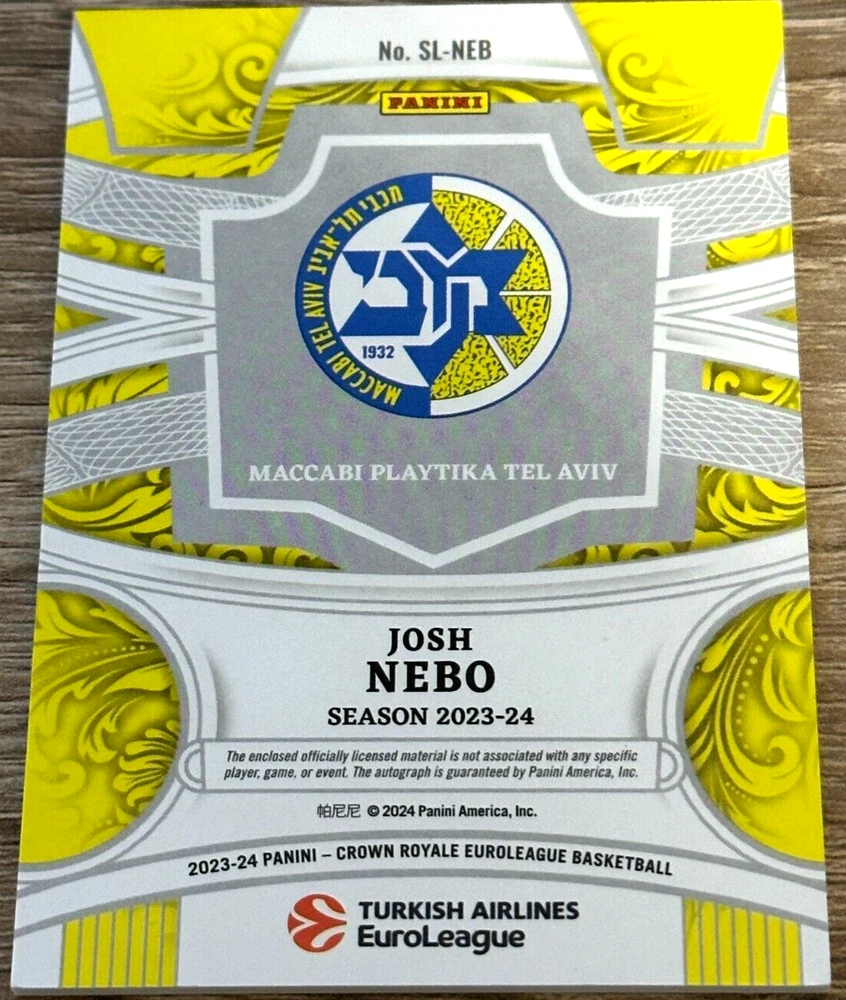 No. SL-NEB
PANINI
מכבי תל-אביב
MACCABI TEL AVIV
1932
MACCABI PLAYTIKA TEL AVIV
JOSH
NEBO
SEASON 2023-24
The enclosed officially licensed material is not associated with any specific
player, game, or event. The autograph is guaranteed by Panini America, Inc.
帕尼尼 © 2024 Panini America, Inc.
2023-24 PANINI – CROWN ROYALE EUROLEAGUE BASKETBALL
TURKISH AIRLINES
EuroLeague